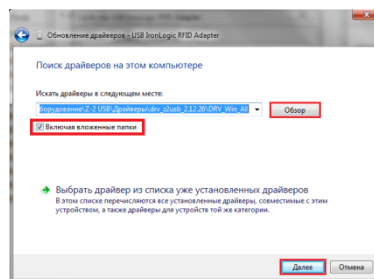 Обновление драйверов - USB IronLogic RFID Adapter
Поиск драйверов на этом компьютере
Искать драйверы в следующем месте:
борудование\Z-2 USB\Драйверы\drv_z2usb_2.12.26\DRV_Win_All
Обзор
Включая вложенные папки
Выбрать драйвер из списка уже установленных драйверов
В этом списке перечисляются все установленные драйверы, совместимые с этим
устройством, а также драйверы для устройств той же категории.
Далее
Отмена